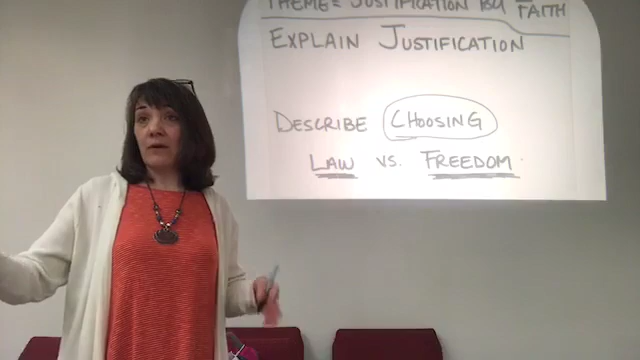 THEME = JUSTIFICATION BY FAITH
EXPLAIN JUSTIFICATION
DESCRIBE CHOOSING
LAW VS. FREEDOM